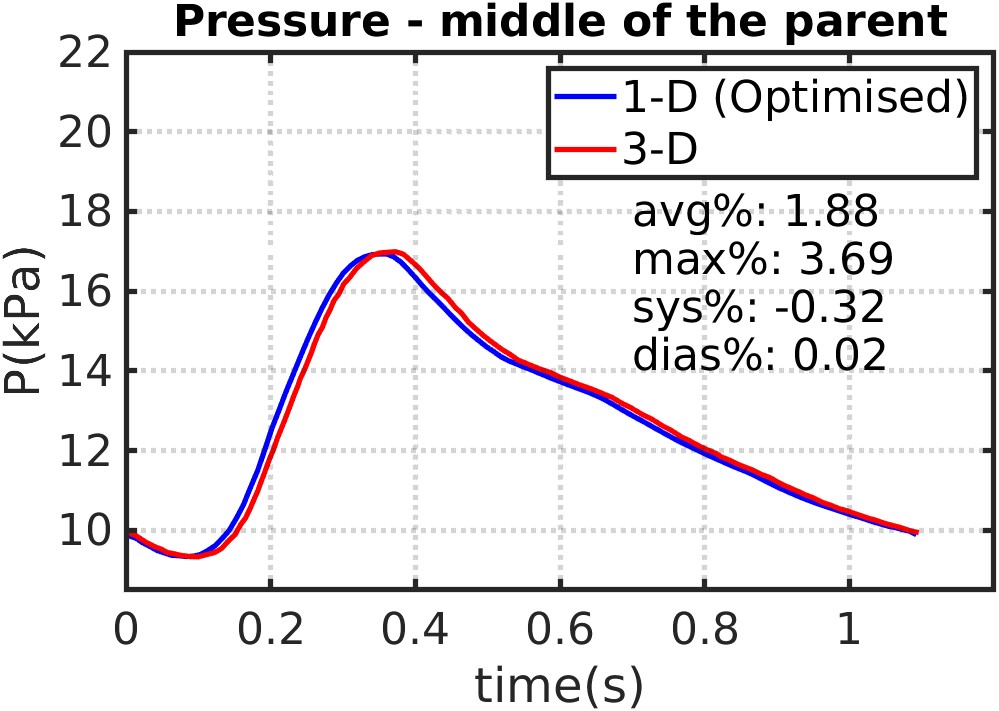 Pressure - middle of the parent
22
20
18
16
14
12
10
P(kPa)
1-D (Optimised)
3-D
avg%: 1.88
max%: 3.69
sys%: -0.32
dias%: 0.02
0 0.2 0.4 0.6 0.8 1
time(s)